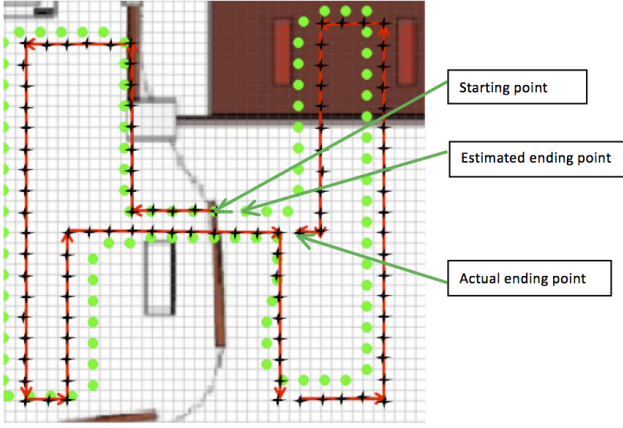 Starting point
Estimated ending point
Actual ending point